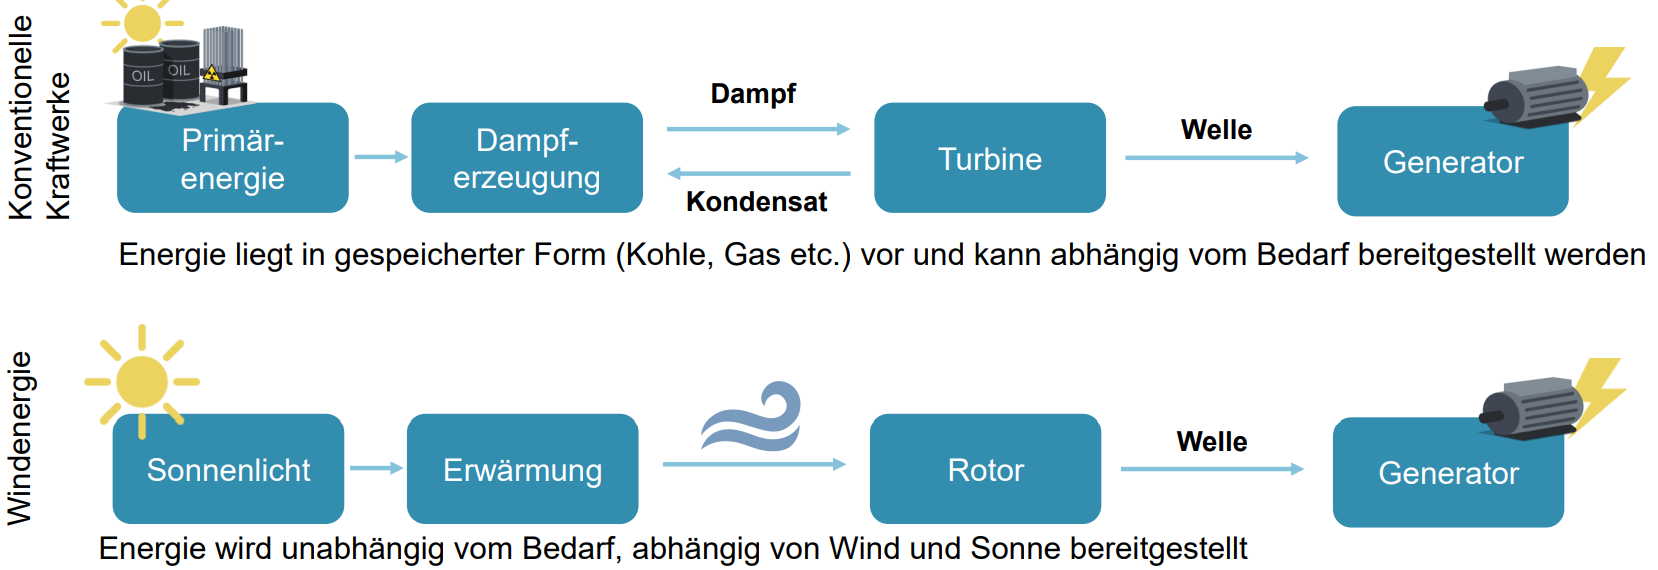 Konventionelle
Kraftwerke
OIL
OIL
Primär-
energie
Dampf-
erzeugung
Dampf
Kondensat
Turbine
Welle
Generator
Energie liegt in gespeicherter Form (Kohle, Gas etc.) vor und kann abhängig vom Bedarf bereitgestellt werden
Windenergie
Sonnenlicht
Erwärmung
Rotor
Welle
Generator
Energie wird unabhängig vom Bedarf, abhängig von Wind und Sonne bereitgestellt